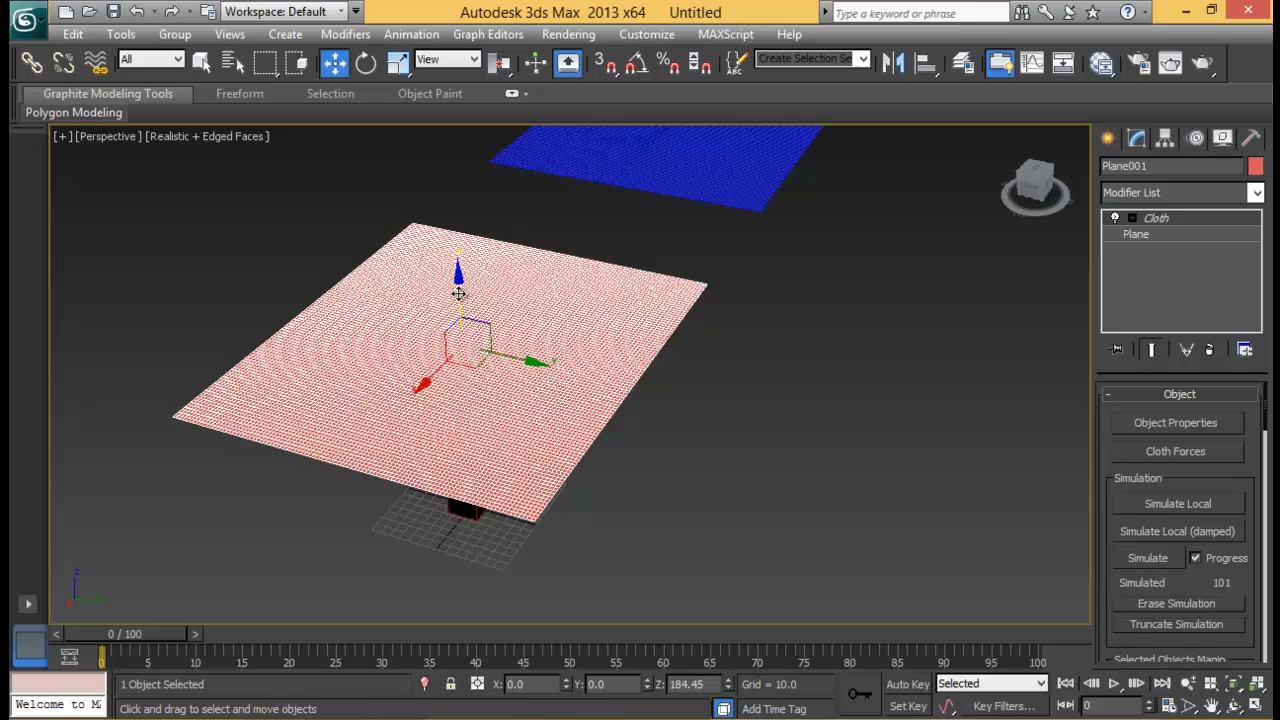 Workspace: Default
Autodesk 3ds Max 2013 x64 Untitled
Type a keyword or phrase
Edit Tools Group Views Create Modifiers Animation Graph Editors Rendering Customize MAXScript Help
All
View
3
Create Selection Se
Graphite Modeling Tools Freeform Selection Object Paint
Polygon Modeling
[ + ] [Perspective ] [Realistic + Edged Faces ]
Plane001
Modifier List
Cloth
Plane
- Object
Object Properties
Cloth Forces
Simulation
Simulate Local
Simulate Local (damped)
Simulate Progress
Simulated 101
Erase Simulation
Truncate Simulation
Selected Objects Manip
z
< 0 / 100 >
0 5 10 15 20 25 30 35 40 45 50 55 60 65 70 75 80 85 90 95 100
1 Object Selected X: 0.0 Y: 0.0 Z: 184.45 Grid = 10.0 Auto Key Selected
Welcome to MA Click and drag to select and move objects Add Time Tag Set Key Key Filters... 0